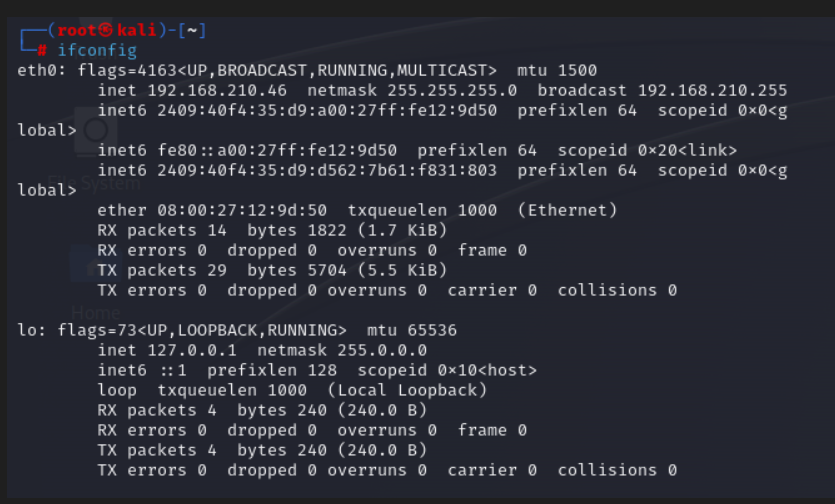 ┌──(root㉿kali)-[~]
└─# ifconfig
eth0: flags=4163<UP,BROADCAST,RUNNING,MULTICAST>  mtu 1500
        inet 192.168.210.46  netmask 255.255.255.0  broadcast 192.168.210.255
        inet6 2409:40f4:35:d9:a00:27ff:fe12:9d50  prefixlen 64  scopeid 0×0<g
lobal>
        inet6 fe80::a00:27ff:fe12:9d50  prefixlen 64  scopeid 0×20<link>
        inet6 2409:40f4:35:d9:d562:7b61:f831:803  prefixlen 64  scopeid 0×0<g
lobal>
File System
        ether 08:00:27:12:9d:50  txqueuelen 1000  (Ethernet)
        RX packets 14  bytes 1822 (1.7 KiB)
        RX errors 0  dropped 0  overruns 0  frame 0
        TX packets 29  bytes 5704 (5.5 KiB)
        TX errors 0  dropped 0 overruns 0  carrier 0  collisions 0
Home
lo: flags=73<UP,LOOPBACK,RUNNING>  mtu 65536
        inet 127.0.0.1  netmask 255.0.0.0
        inet6 ::1  prefixlen 128  scopeid 0×10<host>
        loop  txqueuelen 1000  (Local Loopback)
        RX packets 4  bytes 240 (240.0 B)
        RX errors 0  dropped 0  overruns 0  frame 0
        TX packets 4  bytes 240 (240.0 B)
        TX errors 0  dropped 0 overruns 0  carrier 0  collisions 0